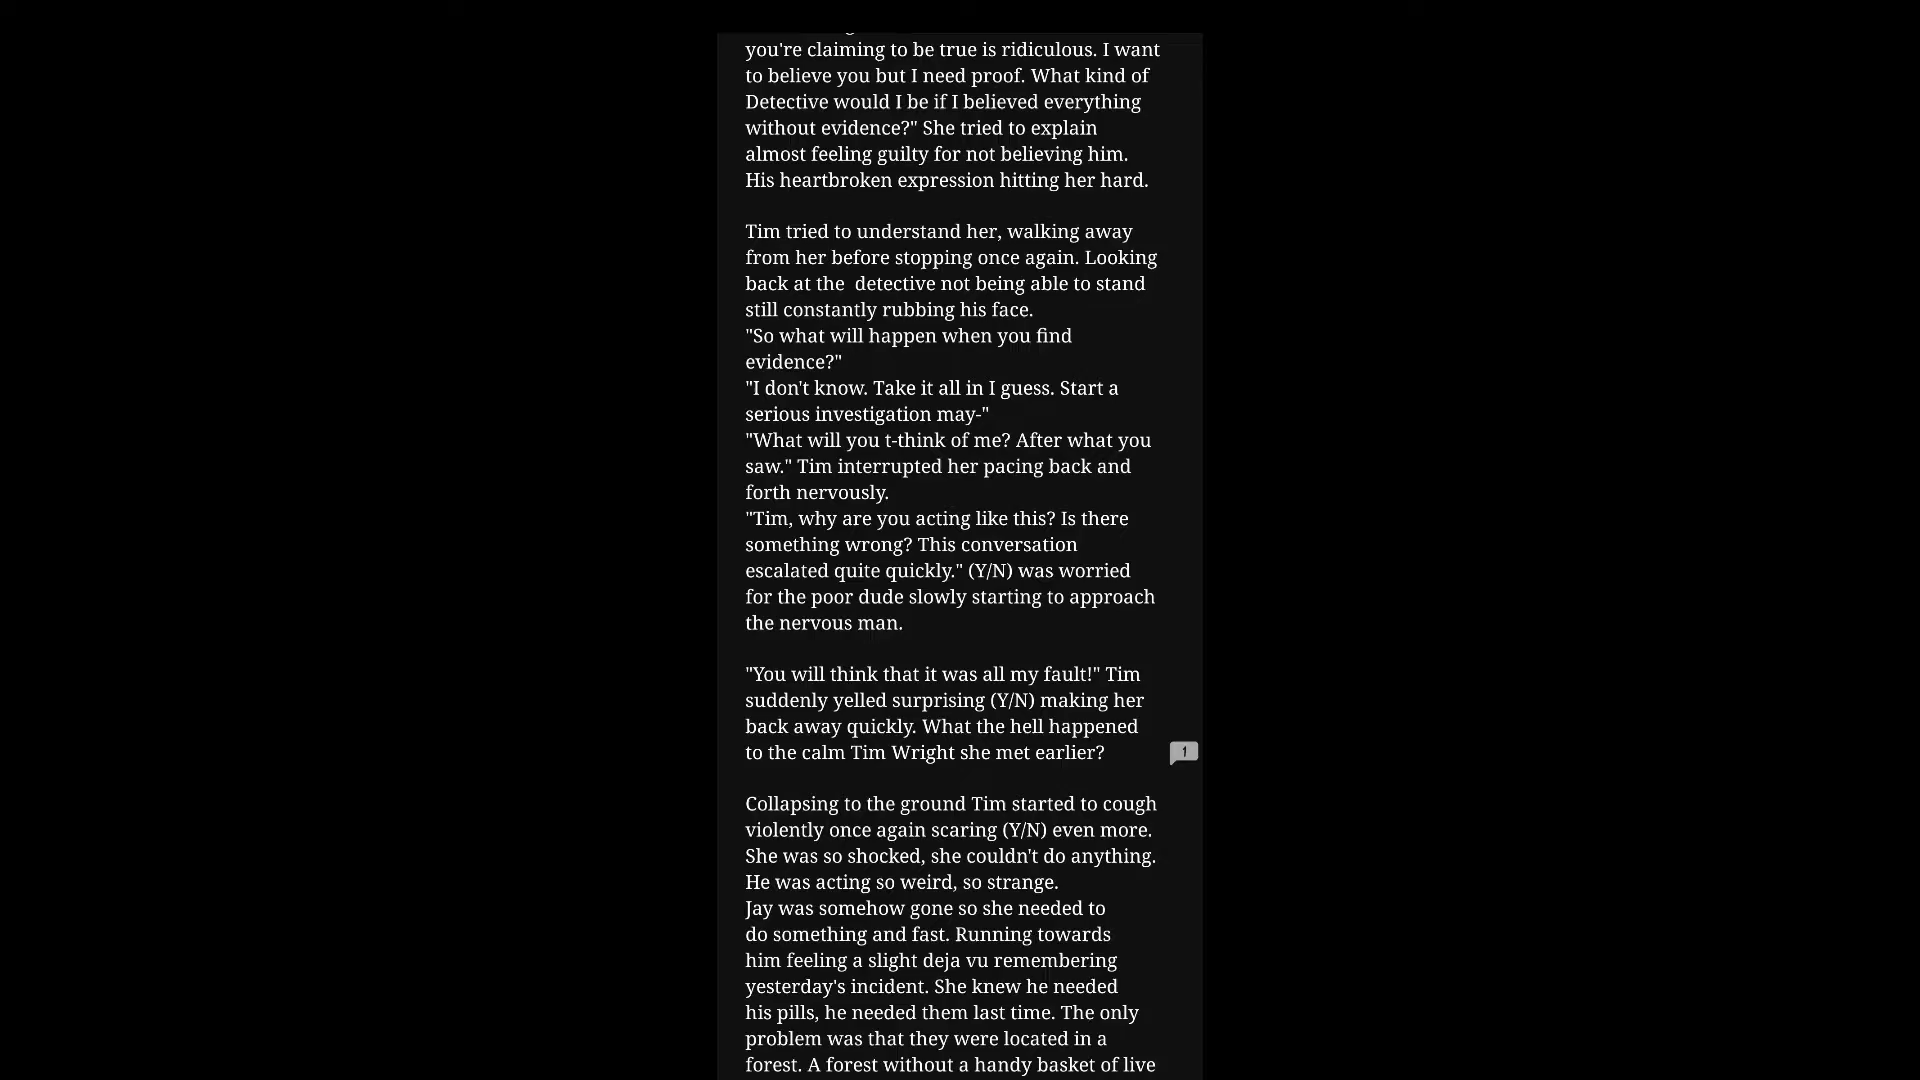 you're claiming to be true is ridiculous. I want
to believe you but I need proof. What kind of
Detective would I be if I believed everything
without evidence?" She tried to explain
almost feeling guilty for not believing him.
His heartbroken expression hitting her hard.
Tim tried to understand her, walking away
from her before stopping once again. Looking
back at the  detective not being able to stand
still constantly rubbing his face.
"So what will happen when you find
evidence?"
"I don't know. Take it all in I guess. Start a
serious investigation may-"
"What will you t-think of me? After what you
saw." Tim interrupted her pacing back and
forth nervously.
"Tim, why are you acting like this? Is there
something wrong? This conversation
escalated quite quickly." (Y/N) was worried
for the poor dude slowly starting to approach
the nervous man.
"You will think that it was all my fault!" Tim
suddenly yelled surprising (Y/N) making her
back away quickly. What the hell happened
to the calm Tim Wright she met earlier?
1
Collapsing to the ground Tim started to cough
violently once again scaring (Y/N) even more.
She was so shocked, she couldn't do anything.
He was acting so weird, so strange.
Jay was somehow gone so she needed to
do something and fast. Running towards
him feeling a slight deja vu remembering
yesterday's incident. She knew he needed
his pills, he needed them last time. The only
problem was that they were located in a
forest. A forest without a handy basket of live